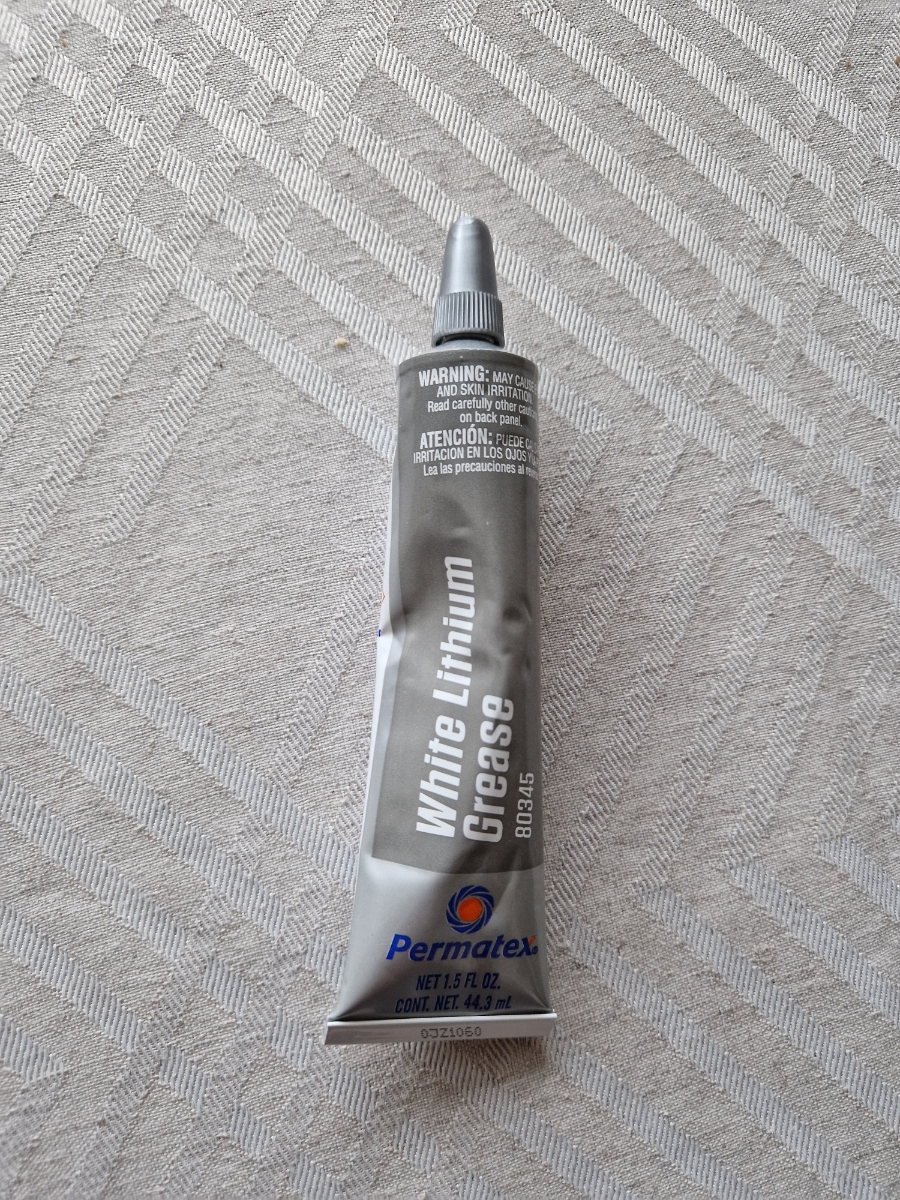 WARNING: MAY CAUSE
AND SKIN IRRITATION
Read carefully other
on back panel.
ATENCIÓN: PUEDE
IRRITACION EN LOS OJOS
Lea las precauciones al
White Lithium
Grease
80345
Permatex
NET 1.5 FL OZ.
CONT. NET. 44.3 mL
0JZ1060